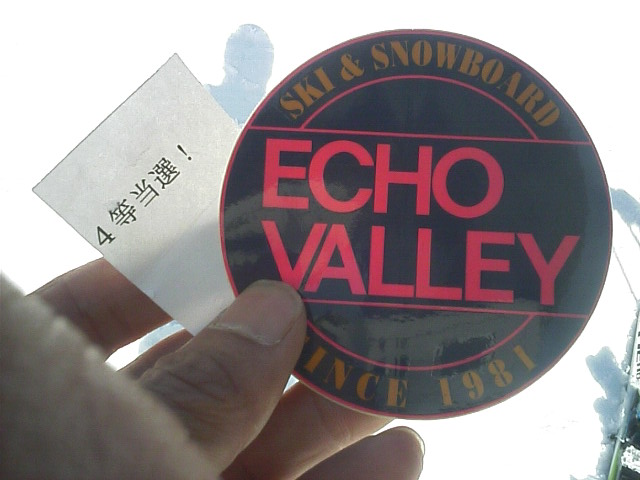 4等当選！
SKI & SNOWBOARD
ECHO
VALLEY
SINCE 1981